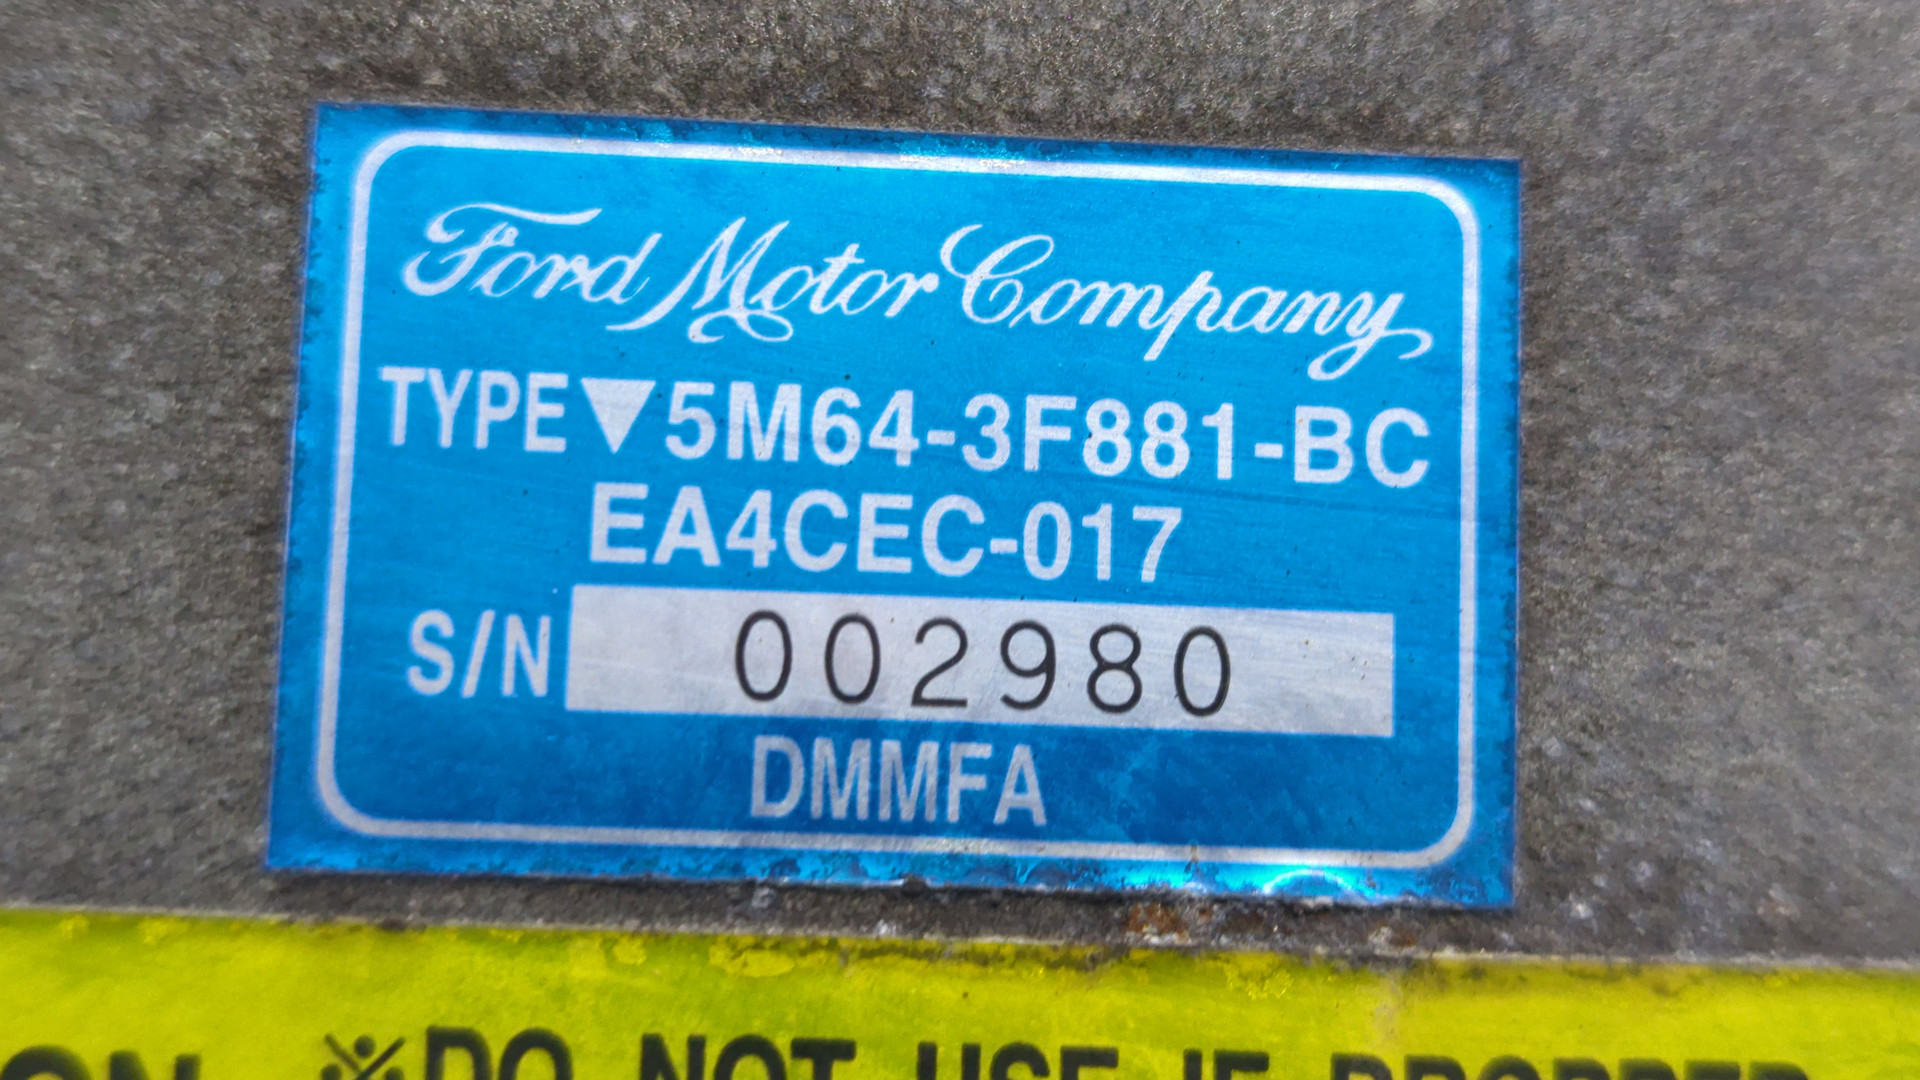 Ford Motor Company
TYPE▼5M64-3F881-BC
EA4CEC-017
S/N 002980
DMMFA
※DO NOT USE IF DROPPED